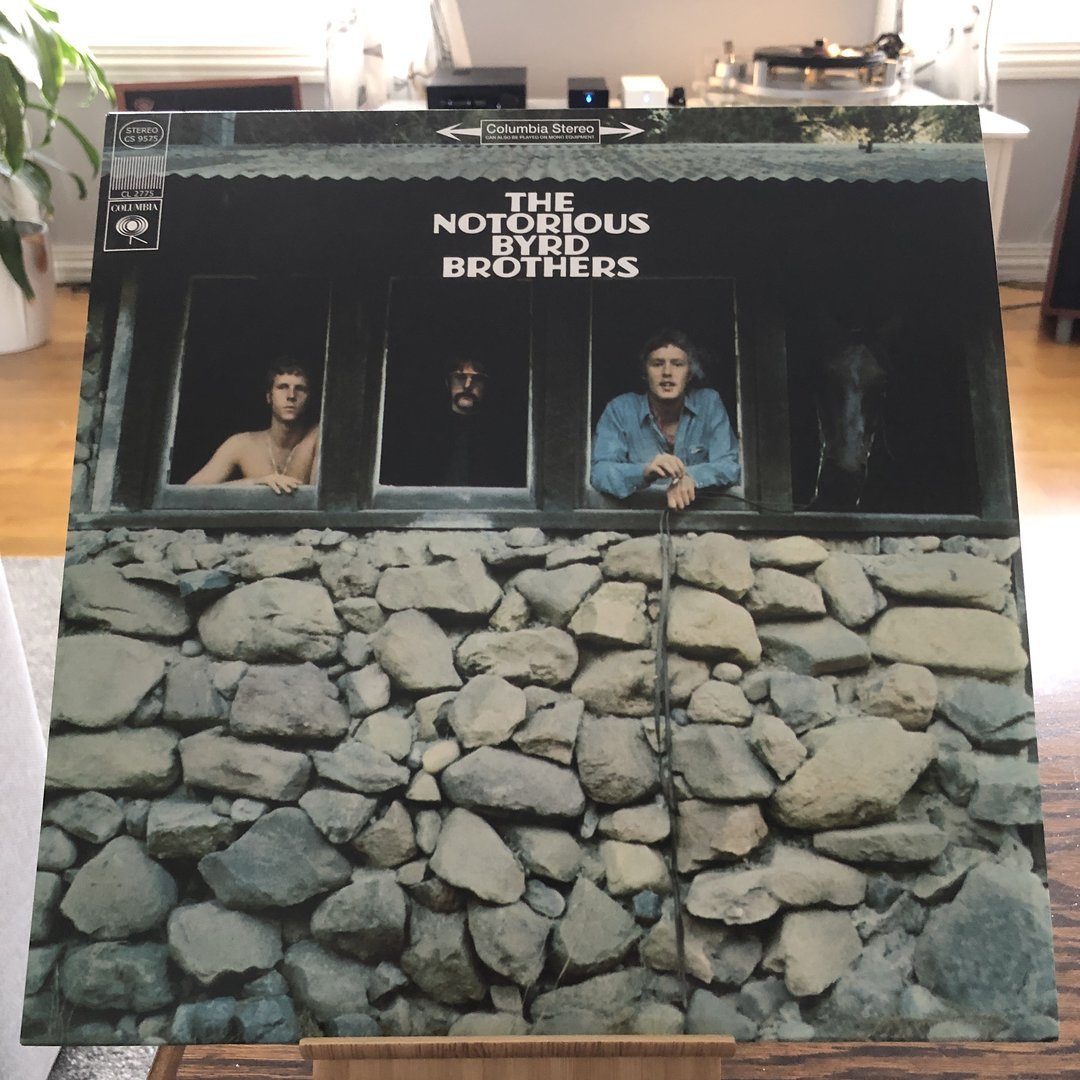 STEREO
CS 9575
CL 2775
COLUMBIA
Columbia Stereo
CAN ALSO BE PLAYED ON MONO EQUIPMENT
THE
NOTORIOUS
BYRD
BROTHERS